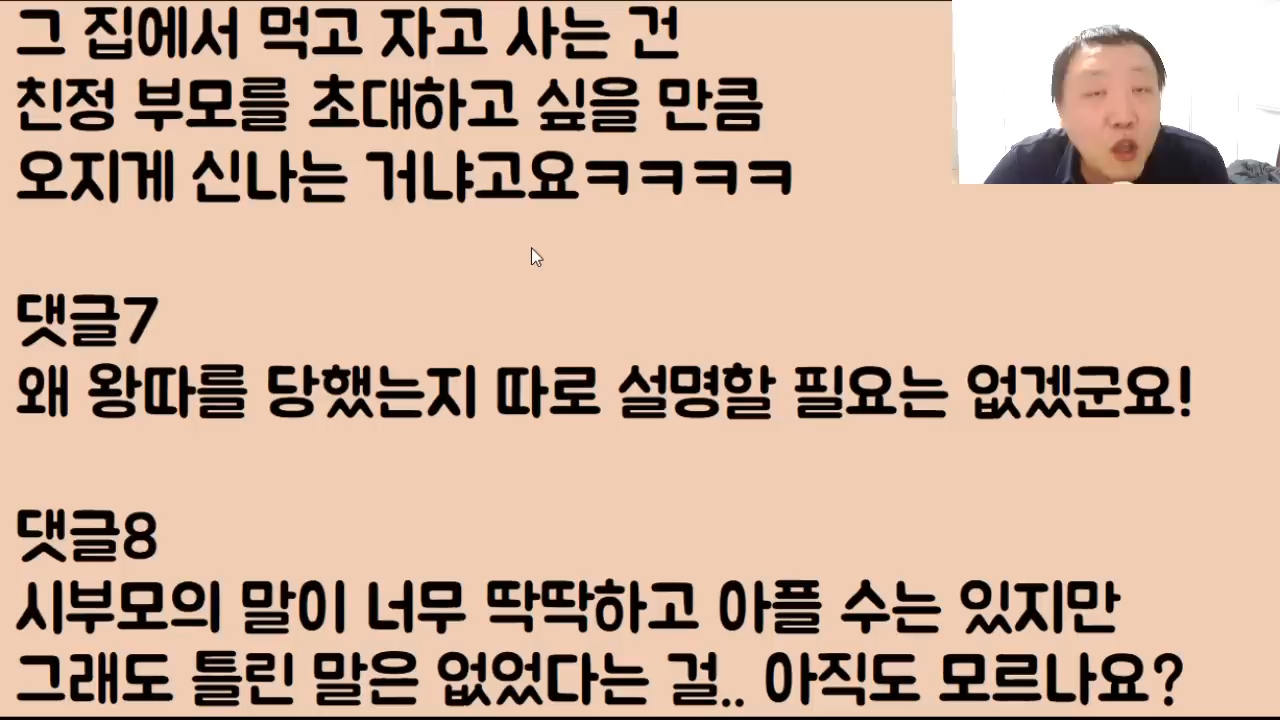 그 집에서 먹고 자고 사는 건
친정 부모를 초대하고 싶을 만큼
오지게 신나는 거냐고요ㅋㅋㅋㅋ
댓글7
왜 왕따를 당했는지 따로 설명할 필요는 없겠군요!
댓글8
시부모의 말이 너무 딱딱하고 아플 수는 있지만
그래도 틀린 말은 없었다는 걸.. 아직도 모르나요?